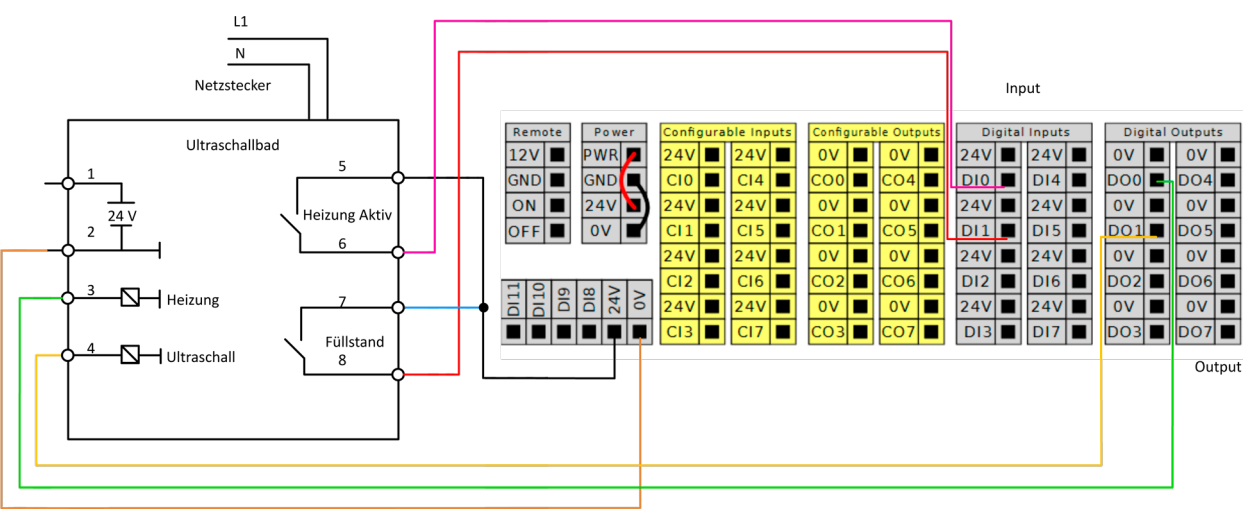 L1
N
Netzstecker
Input
Ultraschallbad
1
24 V
2
3
Heizung
4
Ultraschall
5
Heizung Aktiv
6
7
Füllstand
8
Remote
12V
GND
ON
OFF
Power
PWR
GND
24V
0V
DI11
DI10
DI9
DI8
24V
0V
Configurable Inputs
24V 24V
CI0 CI4
24V 24V
CI1 CI5
24V 24V
CI2 CI6
24V 24V
CI3 CI7
Configurable Outputs
0V 0V
CO0 CO4
0V 0V
CO1 CO5
0V 0V
CO2 CO6
0V 0V
CO3 CO7
Digital Inputs
24V 24V
DI0 DI4
24V 24V
DI1 DI5
24V 24V
DI2 DI6
24V 24V
DI3 DI7
Digital Outputs
0V 0V
DO0 DO4
0V 0V
DO1 DO5
0V 0V
DO2 DO6
0V 0V
DO3 DO7
Output